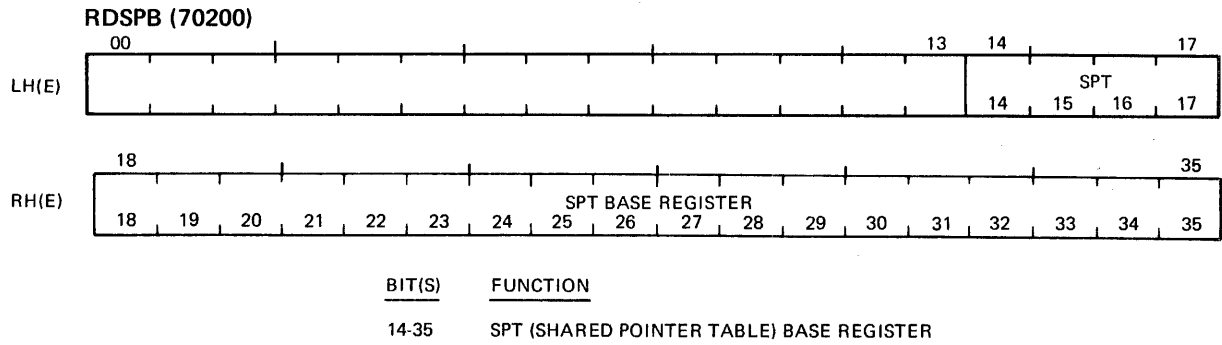 RDSPB (70200)
00 13 14 17
LH(E) SPT
14 15 16 17
18 35
RH(E) SPT BASE REGISTER
18 19 20 21 22 23 24 25 26 27 28 29 30 31 32 33 34 35
BIT(S) FUNCTION
14-35 SPT (SHARED POINTER TABLE) BASE REGISTER